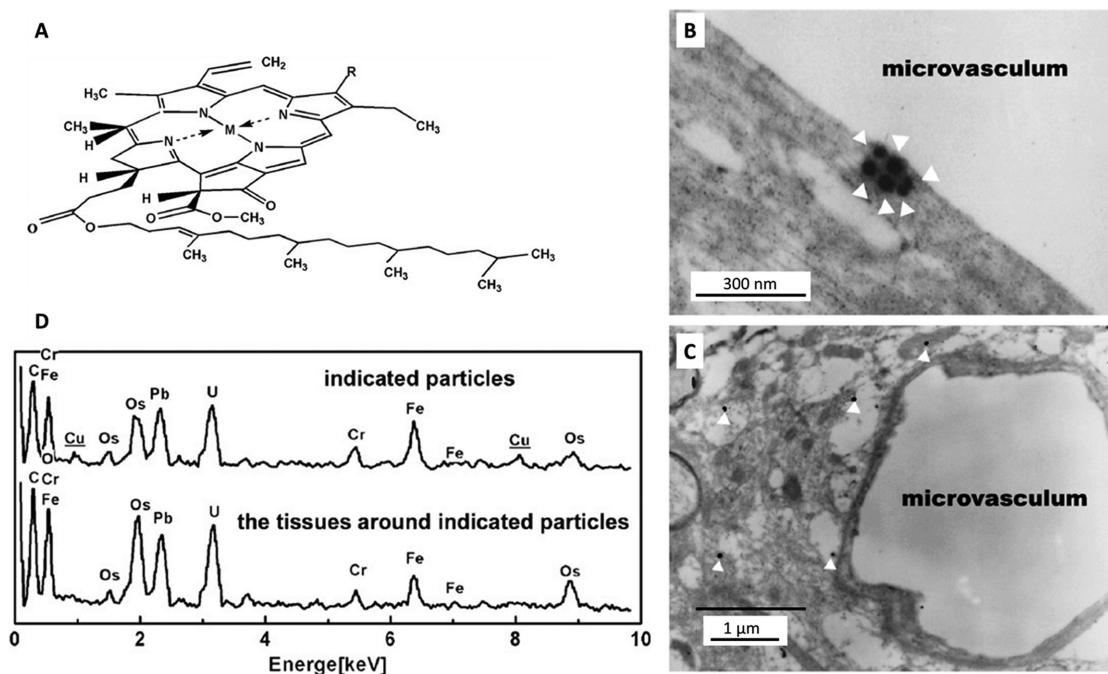 A
CH2
R
H3C
N
N
CH3
M
CH3
H
N
N
H
H
O
O
O
CH3
O
O
CH3
CH3
CH3
CH3
CH3
B
microvasculum
300 nm
C
microvasculum
1 µm
D
Cr
C Fe
Cu
O
Os
Os
Pb
U
indicated particles
Cr
Fe
Fe
Cu
Os
C Cr
Fe
Os
Os
Pb
U
the tissues around indicated particles
Cr
Fe
Fe
Os
0 2 4 6 8 10
Energe[keV]